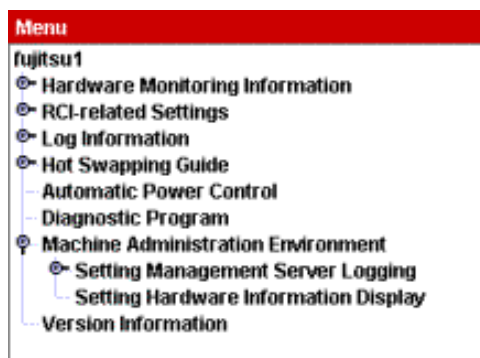 Menu
fujitsu1
Hardware Monitoring Information
RCI-related Settings
Log Information
Hot Swapping Guide
Automatic Power Control
Diagnostic Program
Machine Administration Environment
Setting Management Server Logging
Setting Hardware Information Display
Version Information